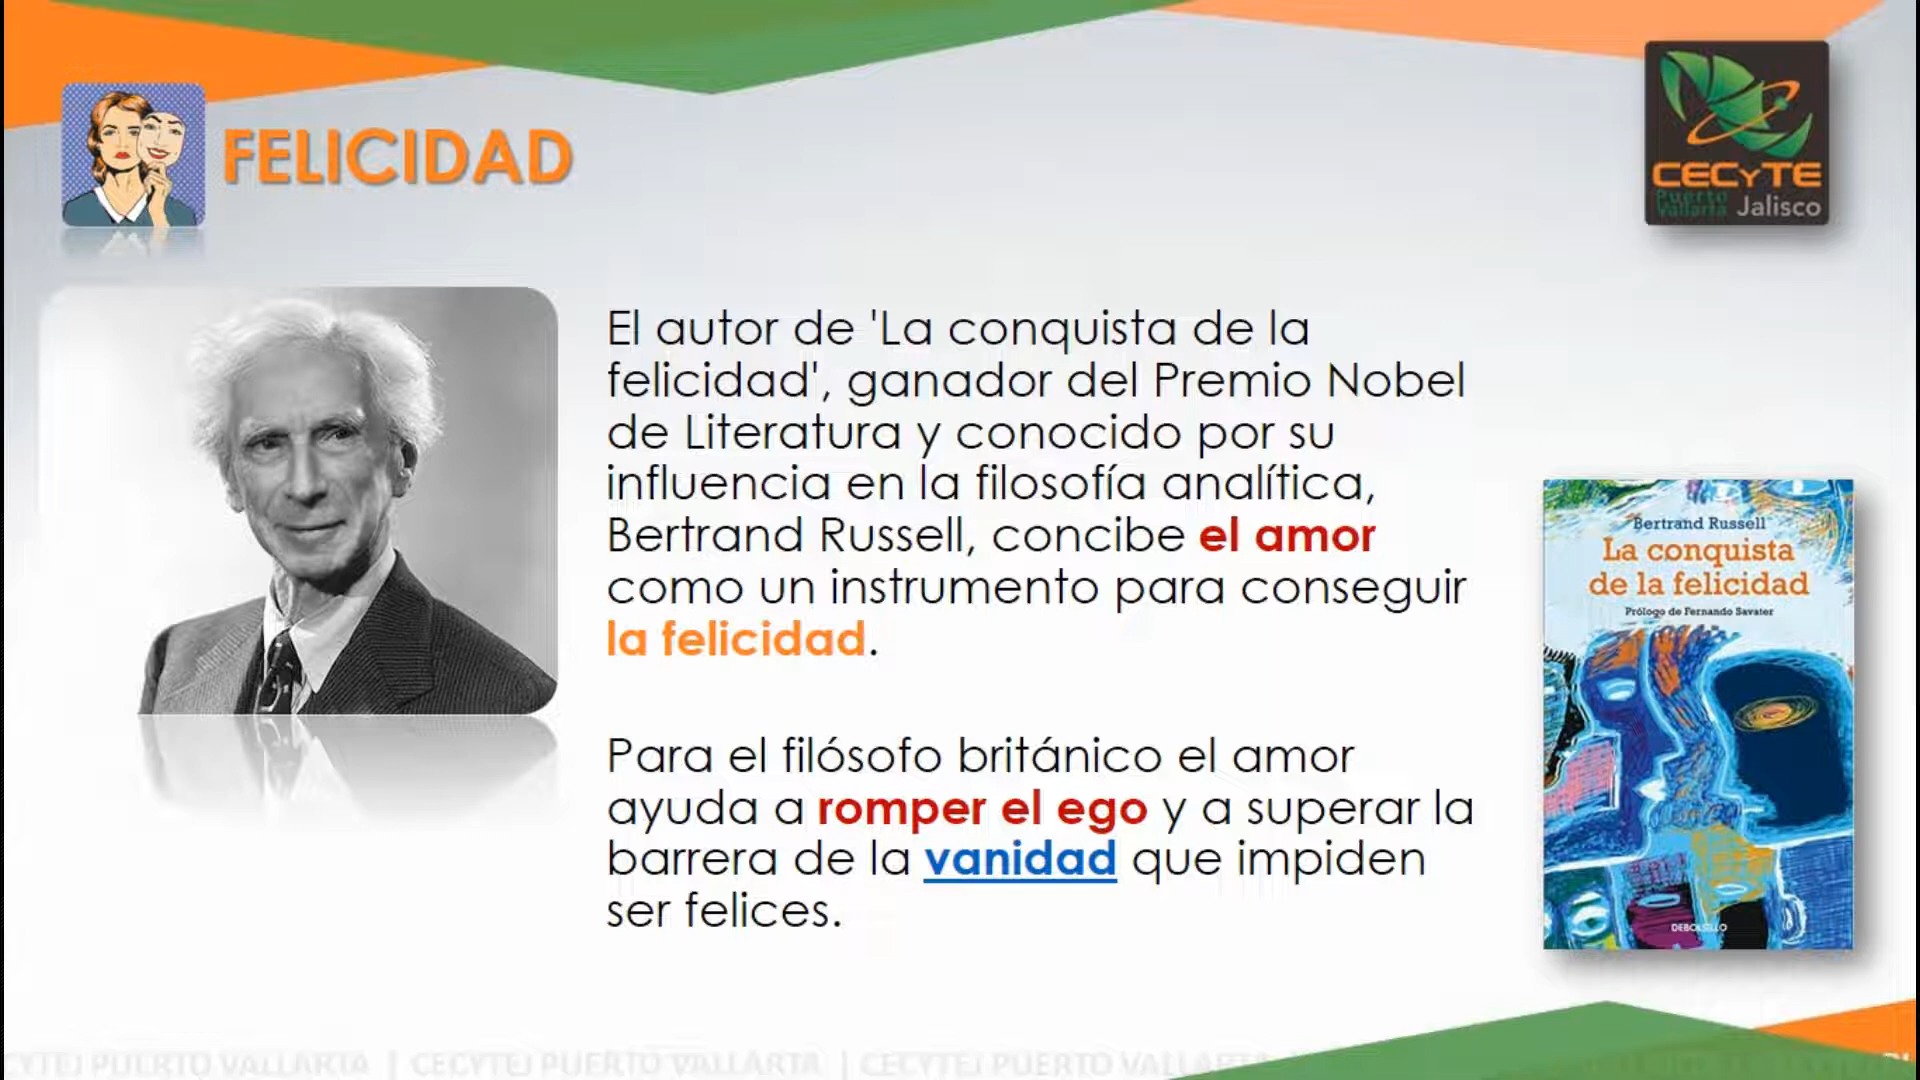 FELICIDAD
CECyTE
Puerto
Vallarta Jalisco
El autor de 'La conquista de la
felicidad', ganador del Premio Nobel
de Literatura y conocido por su
influencia en la filosofía analítica,
Bertrand Russell, concibe el amor
como un instrumento para conseguir
la felicidad.
Para el filósofo británico el amor
ayuda a romper el ego y a superar la
barrera de la vanidad que impiden
ser felices.
Bertrand Russell
La conquista
de la felicidad
Prólogo de Fernando Savater
DEBOLSILLO
CYTEJ PUERTO VALLARTA | CECYTEJ PUERTO VALLARTA | CECYTEJ PUERTO VALLARTA